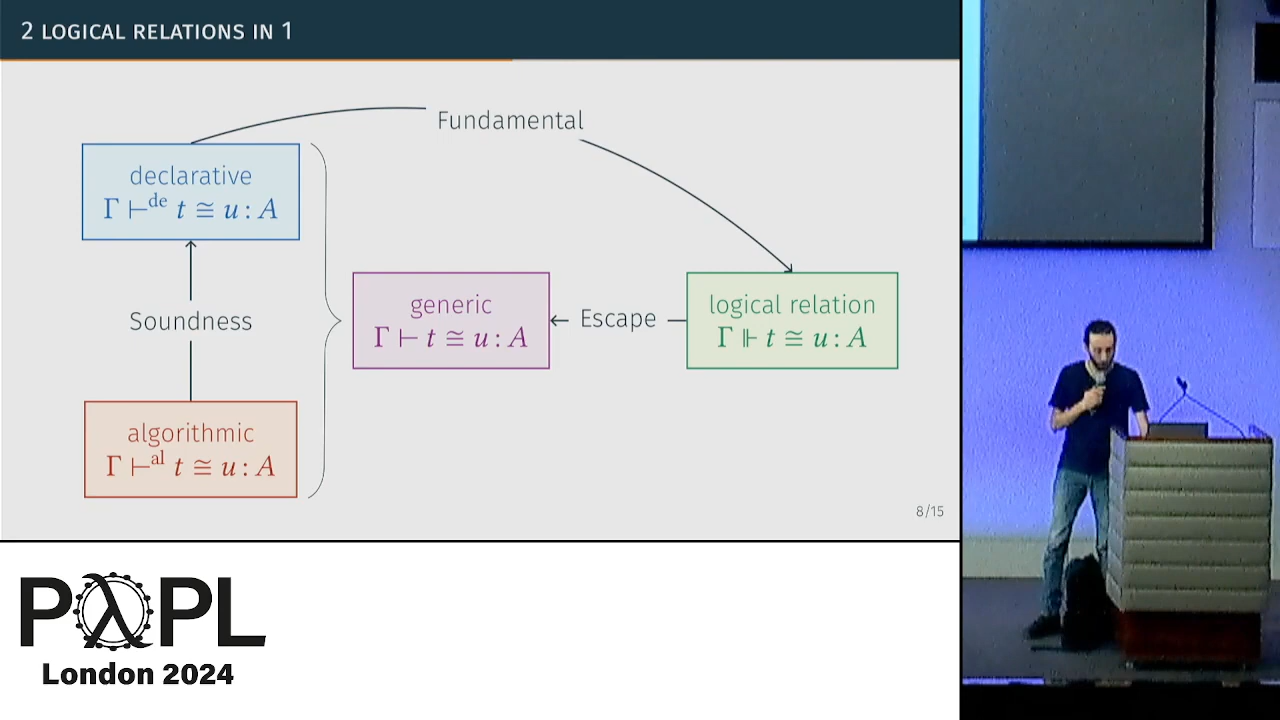 2 LOGICAL RELATIONS IN 1
Fundamental
declarative
Γ ⊢de t ≅ u : A
Soundness
generic
Γ ⊢ t ≅ u : A
Escape
logical relation
Γ ⊩ t ≅ u : A
algorithmic
Γ ⊢al t ≅ u : A
8/15
PλPL
London 2024